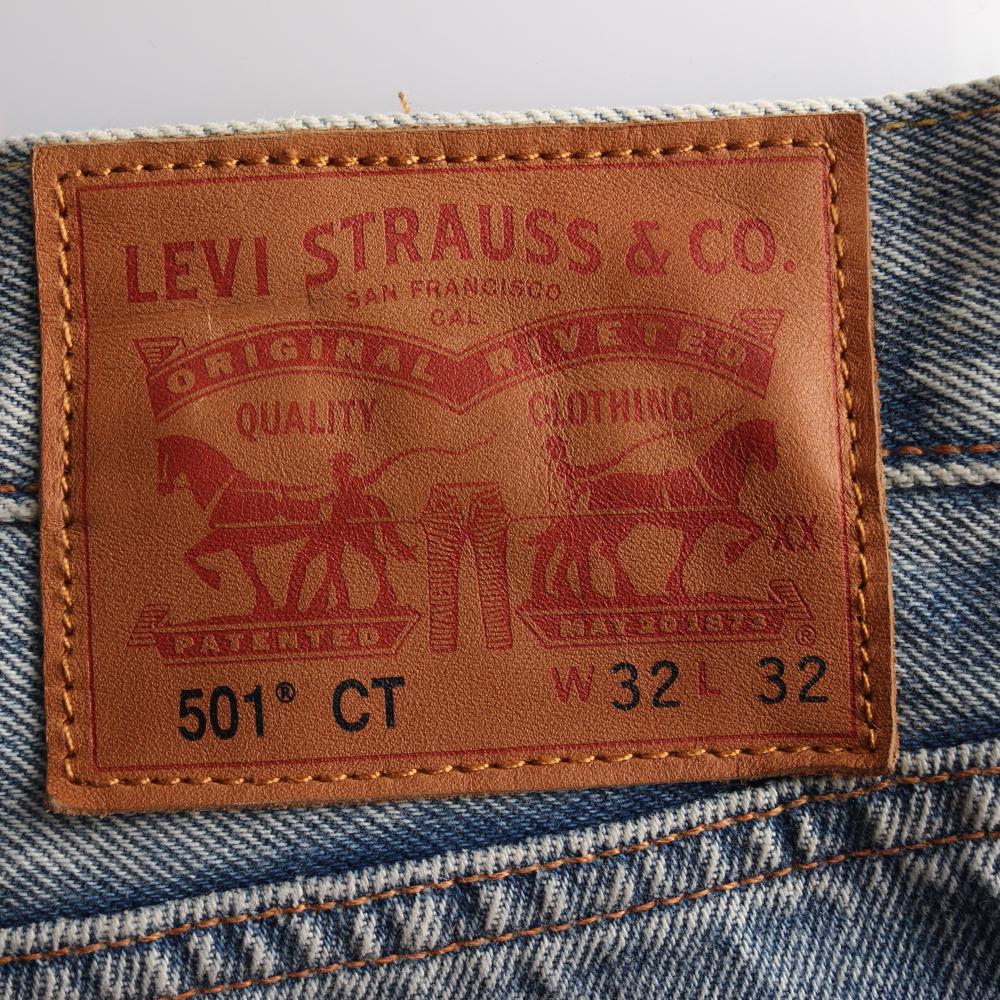 LEVI STRAUSS & CO.
SAN FRANCISCO
CAL.
ORIGINAL RIVETED
QUALITY CLOTHING
XX
PATENTED MAY 20 1873 ®
501® CT W 32 L 32